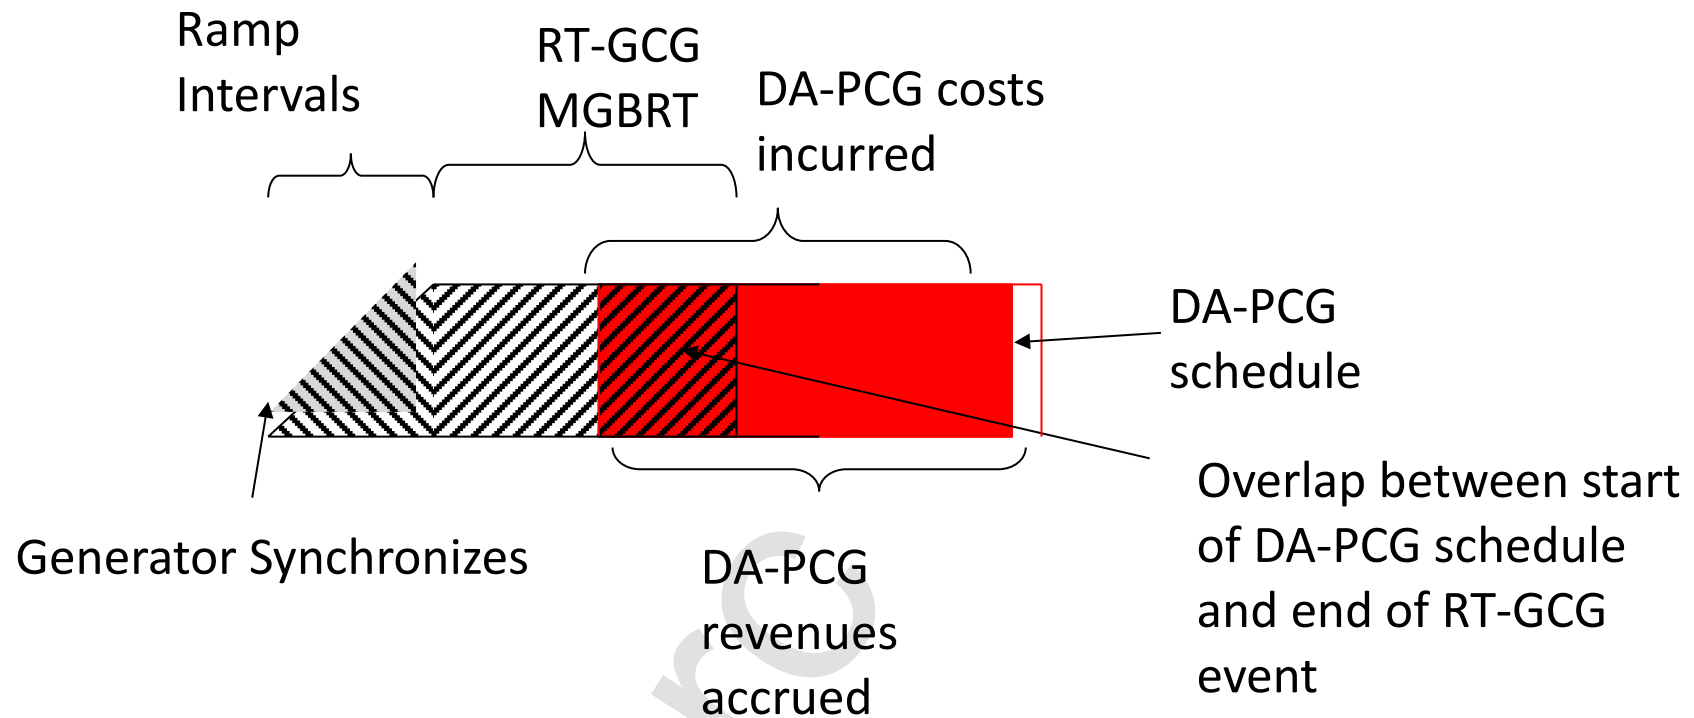 Ramp
Intervals
RT-GCG
MGBRT
DA-PCG costs
incurred
DA-PCG
schedule
Generator Synchronizes
DA-PCG
revenues
accrued
Overlap between start
of DA-PCG schedule
and end of RT-GCG
event